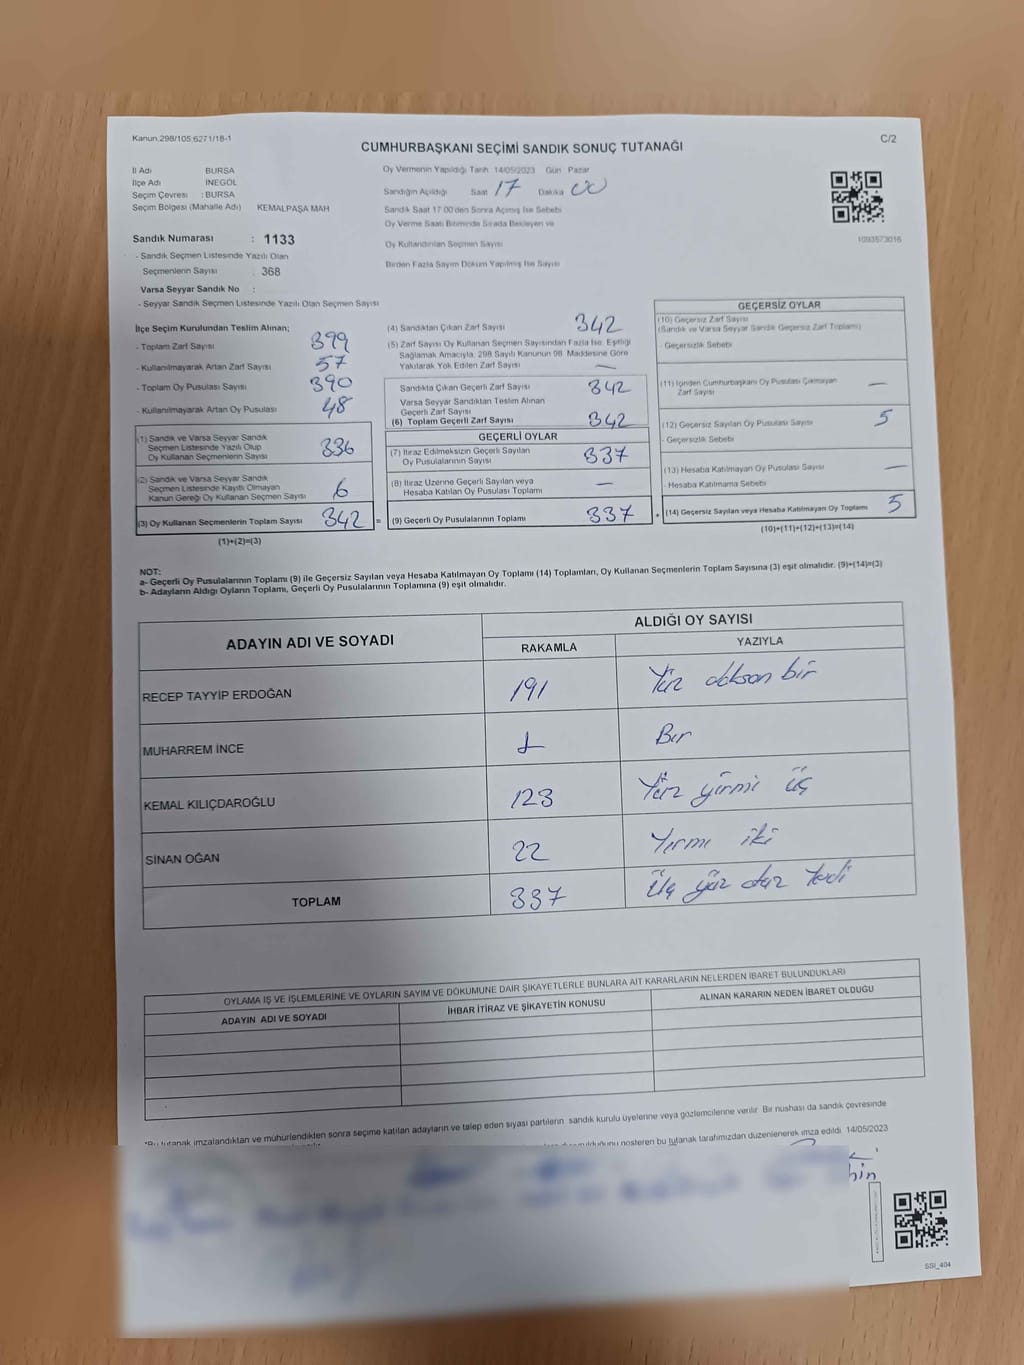 Kanun:298/105;6271/18-1
C/2
CUMHURBAŞKANI SEÇİMİ SANDIK SONUÇ TUTANAĞI
İl Adı BURSA
İlçe Adı İNEGÖL
Seçim Çevresi : BURSA
Seçim Bölgesi (Mahalle Adı) KEMALPAŞA MAH
Sandık Numarası : 1133
- Sandık Seçmen Listesinde Yazılı Olan
Seçmenlerin Sayısı : 368
Varsa Seyyar Sandık No :
- Seyyar Sandık Seçmen Listesinde Yazılı Olan Seçmen Sayısı
Oy Vermenin Yapıldığı Tarih 14/05/2023 Gün Pazar
Sandığın Açıldığı Saat 17 Dakika 00
Sandık Saat 17:00'den Sonra Açımış İse Sebebi
Oy Verme Saati Bitiminde Sırada Bekleyen ve
Oy Kullandırılan Seçmen Sayısı
Birden Fazla Sayım Döküm Yapılmış İse Sayısı
1093573016
İlçe Seçim Kurulundan Teslim Alınan;
- Toplam Zarf Sayısı 399
- Kullanılmayarak Artan Zarf Sayısı 57
- Toplam Oy Pusulası Sayısı 390
- Kullanılmayarak Artan Oy Pusulası 48
(1) Sandık ve Varsa Seyyar Sandık
Seçmen Listesinde Yazılı Olup
Oy Kullanan Seçmenlerin Sayısı 336
(2) Sandık ve Varsa Seyyar Sandık
Seçmen Listesinde Kayıtlı Olmayan
Kanun Gereği Oy Kullanan Seçmen Sayısı 6
(3) Oy Kullanan Seçmenlerin Toplam Sayısı 342
(1)+(2)=(3)
(4) Sandıktan Çıkan Zarf Sayısı 342
(5) Zarf Sayısı Oy Kullanan Seçmen Sayısından Fazla İse, Eşitliği
Sağlamak Amacıyla, 298 Sayılı Kanunun 98. Maddesine Göre
Yakılarak Yok Edilen Zarf Sayısı —
Sandıkta Çıkan Geçerli Zarf Sayısı 342
Varsa Seyyar Sandıktan Teslim Alınan
Geçerli Zarf Sayısı
(6) Toplam Geçerli Zarf Sayısı 342
GEÇERLİ OYLAR
(7) İtiraz Edilmeksizin Geçerli Sayılan
Oy Pusulalarının Sayısı 337
(8) İtiraz Üzerine Geçerli Sayılan veya
Hesaba Katılan Oy Pusulası Toplamı —
= (9) Geçerli Oy Pusulalarının Toplamı 337
GEÇERSİZ OYLAR
(10) Geçersiz Zarf Sayısı
(Sandık ve Varsa Seyyar Sandık Geçersiz Zarf Toplamı)
- Geçersizlik Sebebi
(11) İçinden Cumhurbaşkanı Oy Pusulası Çıkmayan
Zarf Sayısı —
(12) Geçersiz Sayılan Oy Pusulası Sayısı 5
- Geçersizlik Sebebi
(13) Hesaba Katılmayan Oy Pusulası Sayısı —
- Hesaba Katılmama Sebebi
+ (14) Geçersiz Sayılan veya Hesaba Katılmayan Oy Toplamı 5
(10)+(11)+(12)+(13)=(14)
NOT:
a- Geçerli Oy Pusulalarının Toplamı (9) ile Geçersiz Sayılan veya Hesaba Katılmayan Oy Toplamı (14) Toplamları, Oy Kullanan Seçmenlerin Toplam Sayısına (3) eşit olmalıdır. (9)+(14)=(3)
b- Adayların Aldığı Oyların Toplamı, Geçerli Oy Pusulalarının Toplamına (9) eşit olmalıdır.
ADAYIN ADI VE SOYADI ALDIĞI OY SAYISI
RAKAMLA YAZIYLA
RECEP TAYYİP ERDOĞAN 191 Yüz doksan bir
MUHARREM İNCE 1 Bir
KEMAL KILIÇDAROĞLU 123 Yüz yirmi üç
SİNAN OĞAN 22 Yirmi iki
TOPLAM 337 Üç yüz otuz Yedi
OYLAMA İŞ VE İŞLEMLERİNE VE OYLARIN SAYIM VE DÖKÜMÜNE DAİR ŞİKAYETLERLE BUNLARA AİT KARARLARIN NELERDEN İBARET BULUNDUKLARI
ADAYIN ADI VE SOYADI İHBAR İTİRAZ VE ŞİKAYETİN KONUSU ALINAN KARARIN NEDEN İBARET OLDUĞU
*Bu tutanak imzalandıktan ve mühürlendikten sonra seçime katılan adayların ve talep eden siyasi partilerin sandık kurulu üyelerine veya gözlemcilerine verilir. Bir nüshası da sandık çevresinde
olduğunu gösteren bu tutanak tarafımızdan düzenlenerek imza edildi. 14/05/2023
hin
SSİ_404